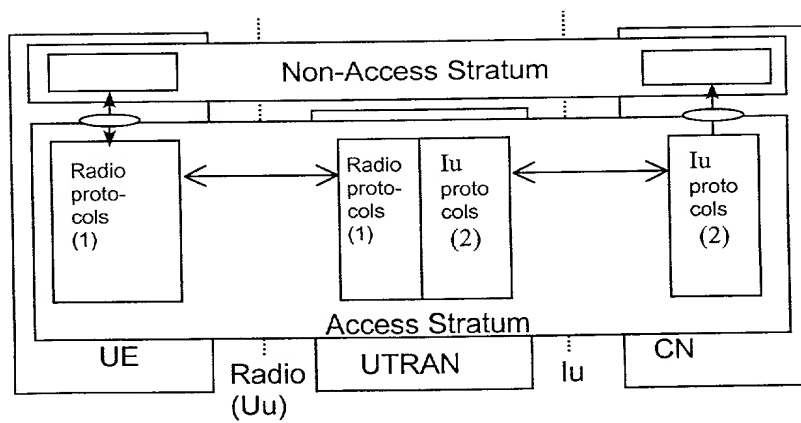 Non-Access Stratum
Radio
proto-
cols
(1)
Radio
proto-
cols
(1)
Iu
proto
cols
(2)
Iu
proto
cols
(2)
Access Stratum
UE
Radio
(Uu)
UTRAN
Iu
CN